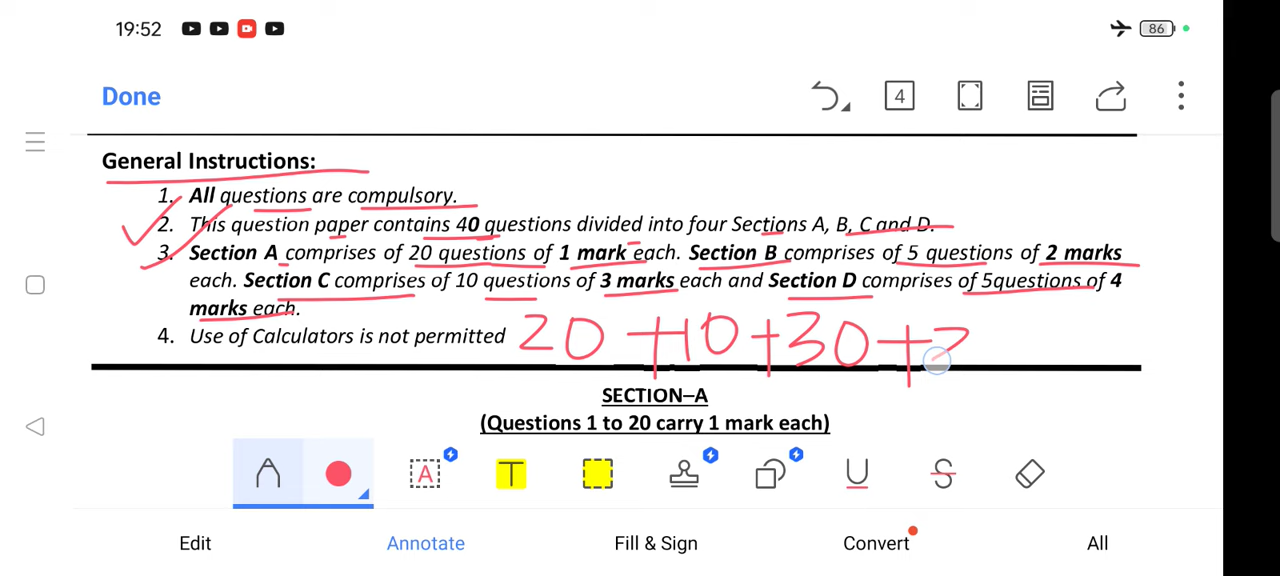 19:52
86
Done
4
General Instructions:
1. All questions are compulsory.
2. This question paper contains 40 questions divided into four Sections A, B, C and D.
3. Section A comprises of 20 questions of 1 mark each. Section B comprises of 5 questions of 2 marks
each. Section C comprises of 10 questions of 3 marks each and Section D comprises of 5questions of 4
marks each.
4. Use of Calculators is not permitted
20 +10+30+2
SECTION–A
(Questions 1 to 20 carry 1 mark each)
A
T
U
S
Edit
Annotate
Fill & Sign
Convert
All